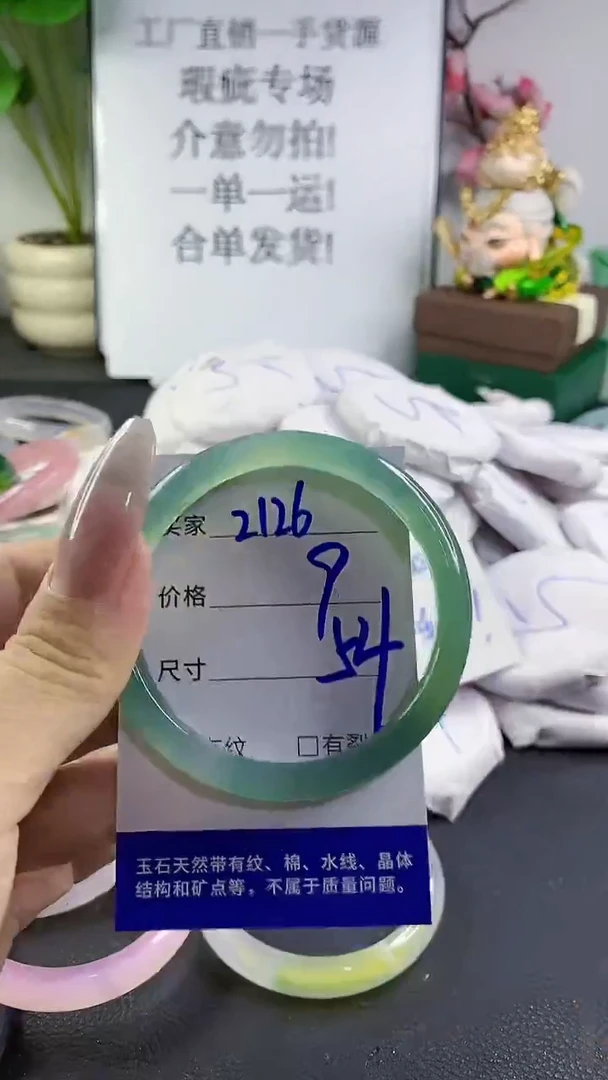 工厂直销一手货源
瑕疵专场
介意勿拍!
一单一运!
合单发货!
买家 2126
价格 9
尺寸 54
纹 □有裂
玉石天然带有纹、棉、水线、晶体
结构和矿点等，不属于质量问题。